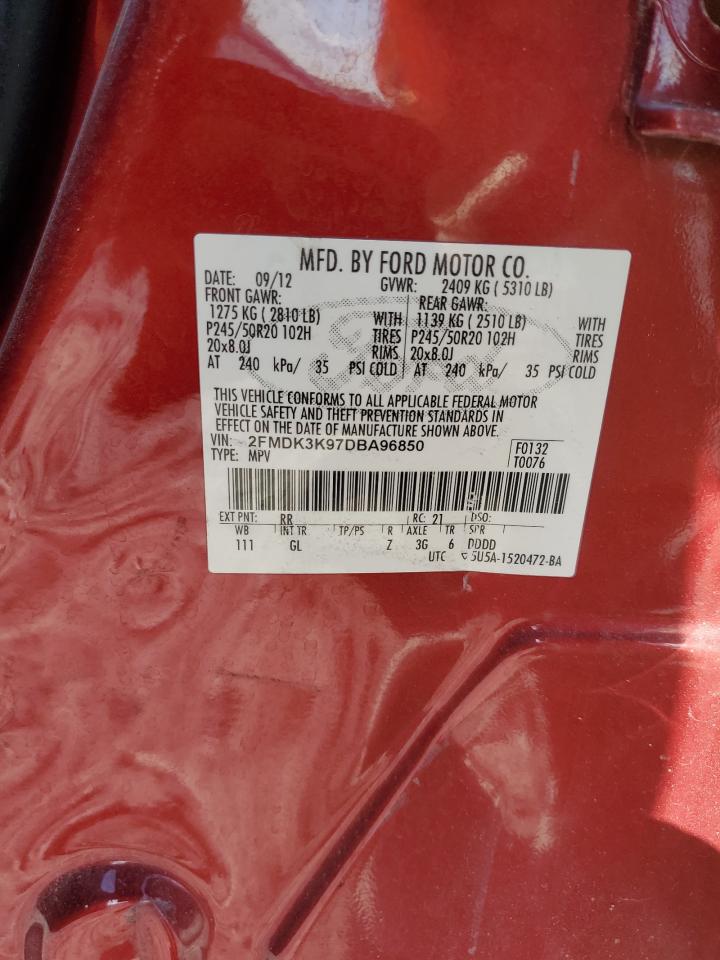 MFD. BY FORD MOTOR CO.
DATE: 09/12 GVWR: 2409 KG ( 5310 LB)
FRONT GAWR: REAR GAWR:
1275 KG ( 2810 LB) WITH 1139 KG ( 2510 LB) WITH
P245/50R20 102H TIRES P245/50R20 102H TIRES
20x8.0J RIMS 20x8.0J RIMS
AT 240 kPa/ 35 PSI COLD AT 240 kPa/ 35 PSI COLD
THIS VEHICLE CONFORMS TO ALL APPLICABLE FEDERAL MOTOR
VEHICLE SAFETY AND THEFT PREVENTION STANDARDS IN
EFFECT ON THE DATE OF MANUFACTURE SHOWN ABOVE.
VIN: 2FMDK3K97DBA96850 F0132
TYPE: MPV T0076
EXT PNT: RR RC: 21 DSO:
WB INT TR TP/PS R AXLE TR SPR
111 GL Z 3G 6 DDDD
UTC 5U5A-1520472-BA